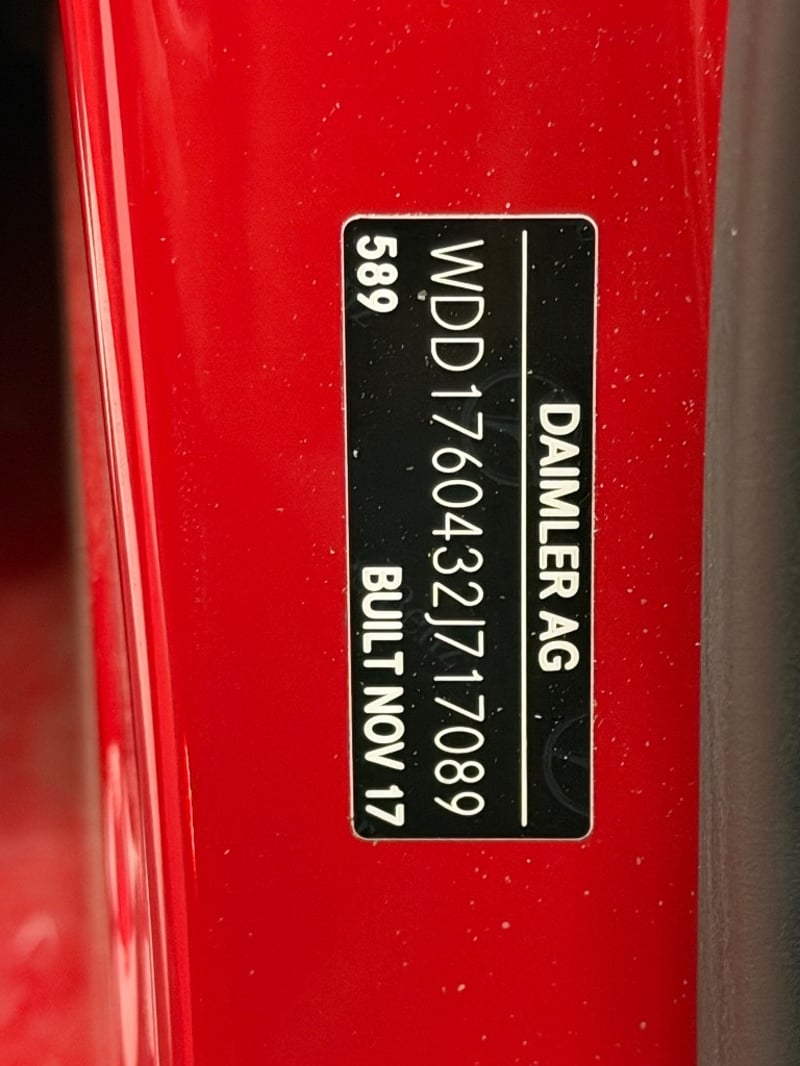 DAIMLER AG
WDD1760432J717089
589 BUILT NOV 17